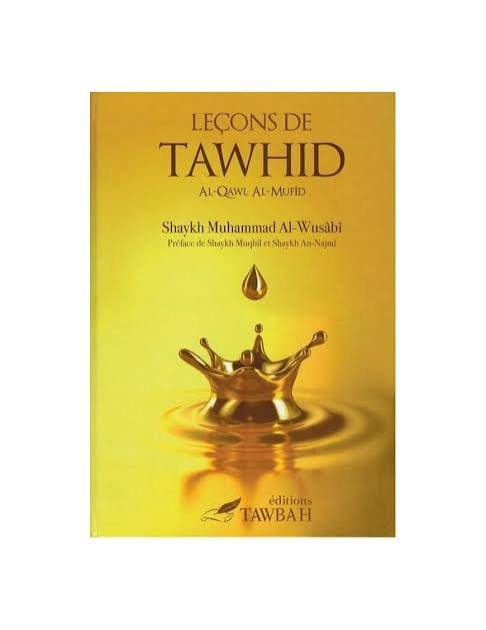 LEÇONS DE
TAWHID
AL-QAWL AL-MUFÎD
Shaykh Muhammad Al-Wusâbî
Préface de Shaykh Muqbil et Shaykh An-Najmî
éditions
TAWBAH